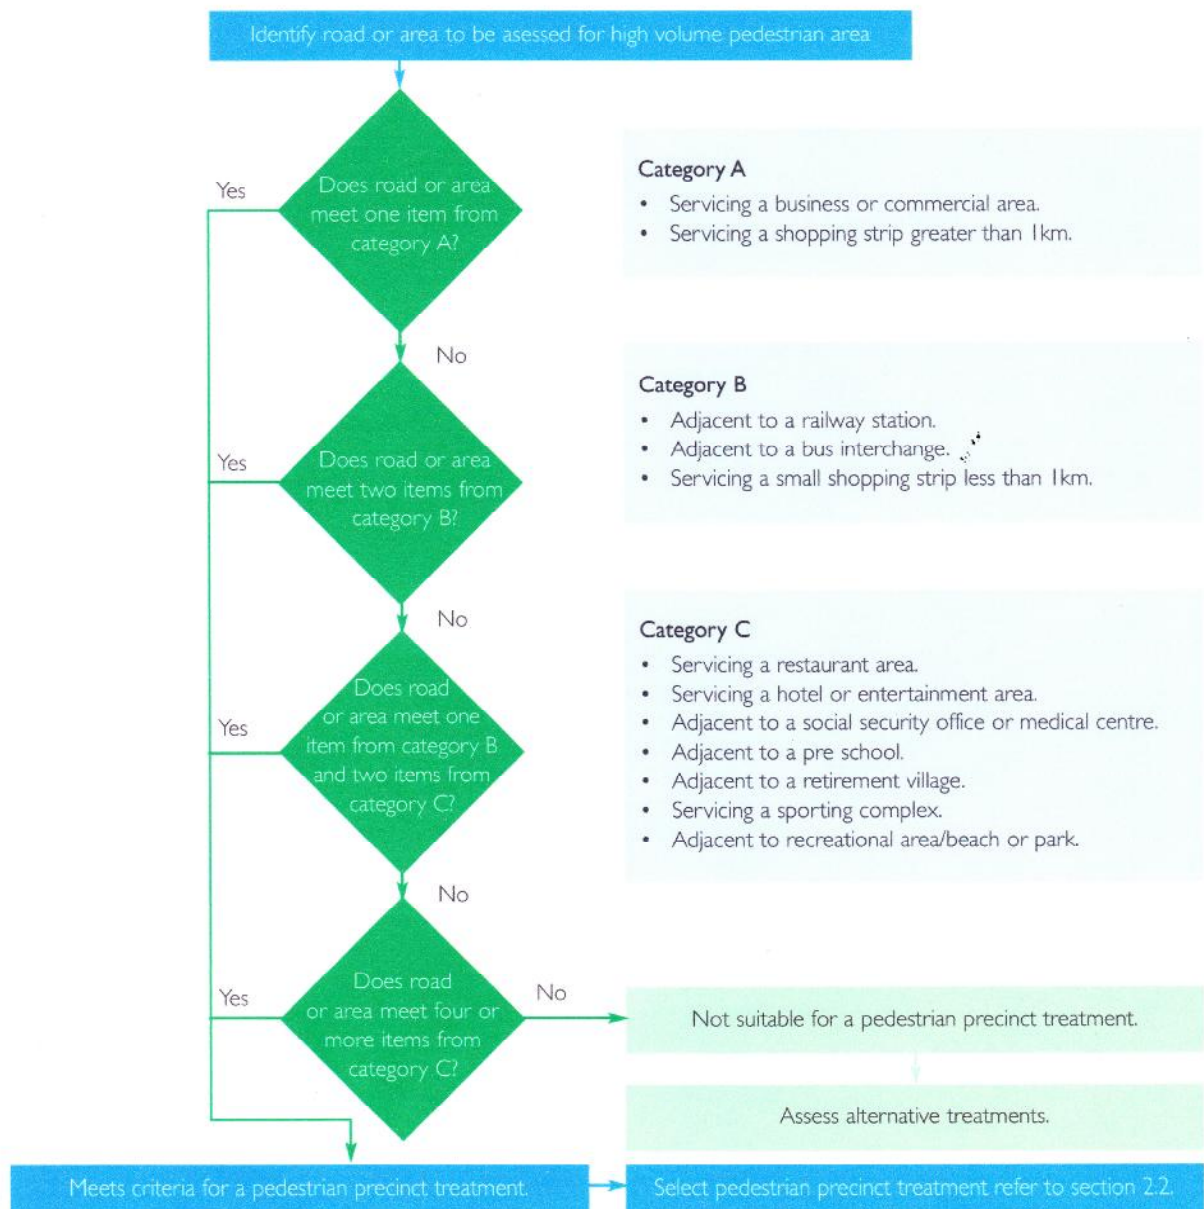 Identify road or area to be asessed for high volume pedestrian area
Yes
Does road or area
meet one item from
category A?
Category A
• Servicing a business or commercial area.
• Servicing a shopping strip greater than 1km.
No
Yes
Does road or area
meet two items from
category B?
Category B
• Adjacent to a railway station.
• Adjacent to a bus interchange.
• Servicing a small shopping strip less than 1km.
No
Yes
Does road
or area meet one
item from category B
and two items from
category C?
Category C
• Servicing a restaurant area.
• Servicing a hotel or entertainment area.
• Adjacent to a social security office or medical centre.
• Adjacent to a pre school.
• Adjacent to a retirement village.
• Servicing a sporting complex.
• Adjacent to recreational area/beach or park.
No
Yes
Does road
or area meet four or
more items from
category C?
No
Not suitable for a pedestrian precinct treatment.
Assess alternative treatments.
Meets criteria for a pedestrian precinct treatment.
Select pedestrian precinct treatment refer to section 2.2.